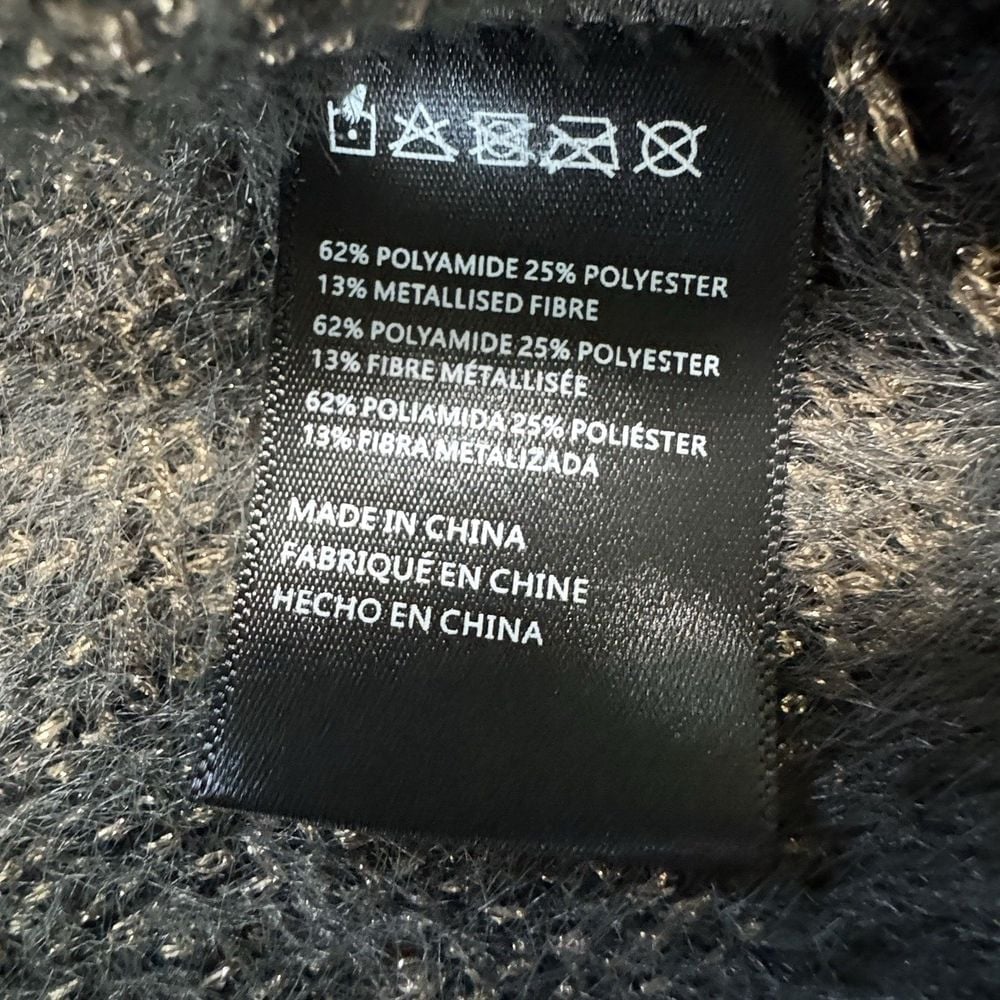 62% POLYAMIDE 25% POLYESTER
13% METALLISED FIBRE
62% POLYAMIDE 25% POLYESTER
13% FIBRE MÉTALLISÉE
62% POLIAMIDA 25% POLIÉSTER
13% FIBRA METALIZADA
MADE IN CHINA
FABRIQUÉ EN CHINE
HECHO EN CHINA